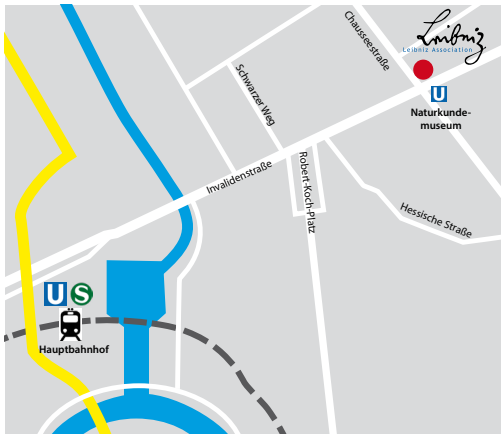 Leibniz
Leibniz Association
Chausseestraße
U
Naturkunde-
museum
Schwarzer Weg
Invalidenstraße
Robert-Koch-Platz
Hessische Straße
U S
Hauptbahnhof